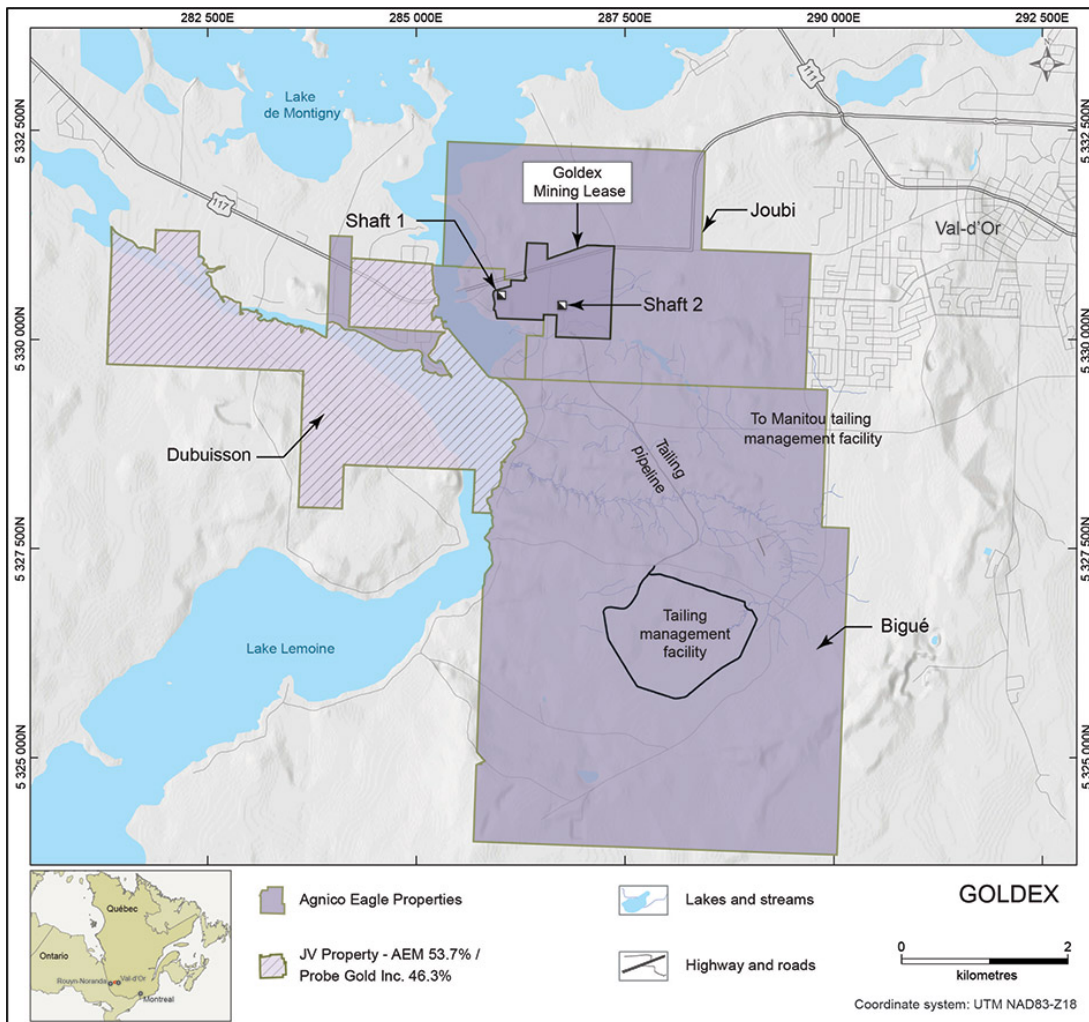 282 500E
285 000E
287 500E
290 000E
292 500E
N
111
Lake
de Montigny
5 332 500N
5 332 500N
Goldex
Mining Lease
117
Shaft 1
Joubi
Val-d'Or
Shaft 2
5 330 000N
5 330 000N
Dubuisson
To Manitou tailing
management facility
Tailing
pipeline
5 327 500N
5 327 500N
Tailing
management
facility
Bigué
Lake Lemoine
5 325 000N
5 325 000N
Québec
Ontario
Rouyn-Noranda
Val-d'Or
Montreal
Agnico Eagle Properties
JV Property - AEM 53.7% /
Probe Gold Inc. 46.3%
Lakes and streams
Highway and roads
GOLDEX
0 2
kilometres
Coordinate system: UTM NAD83-Z18